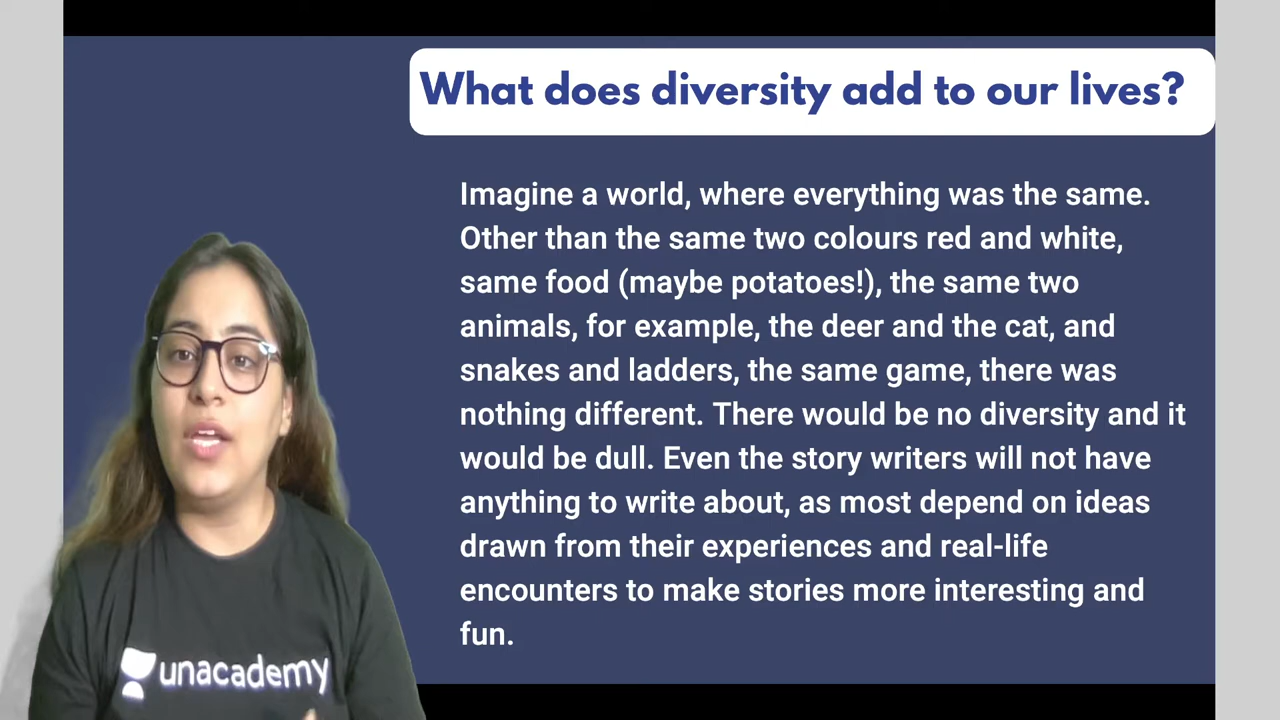 What does diversity add to our lives?
Imagine a world, where everything was the same.
Other than the same two colours red and white,
same food (maybe potatoes!), the same two
animals, for example, the deer and the cat, and
snakes and ladders, the same game, there was
nothing different. There would be no diversity and it
would be dull. Even the story writers will not have
anything to write about, as most depend on ideas
drawn from their experiences and real-life
encounters to make stories more interesting and
fun.
unacademy